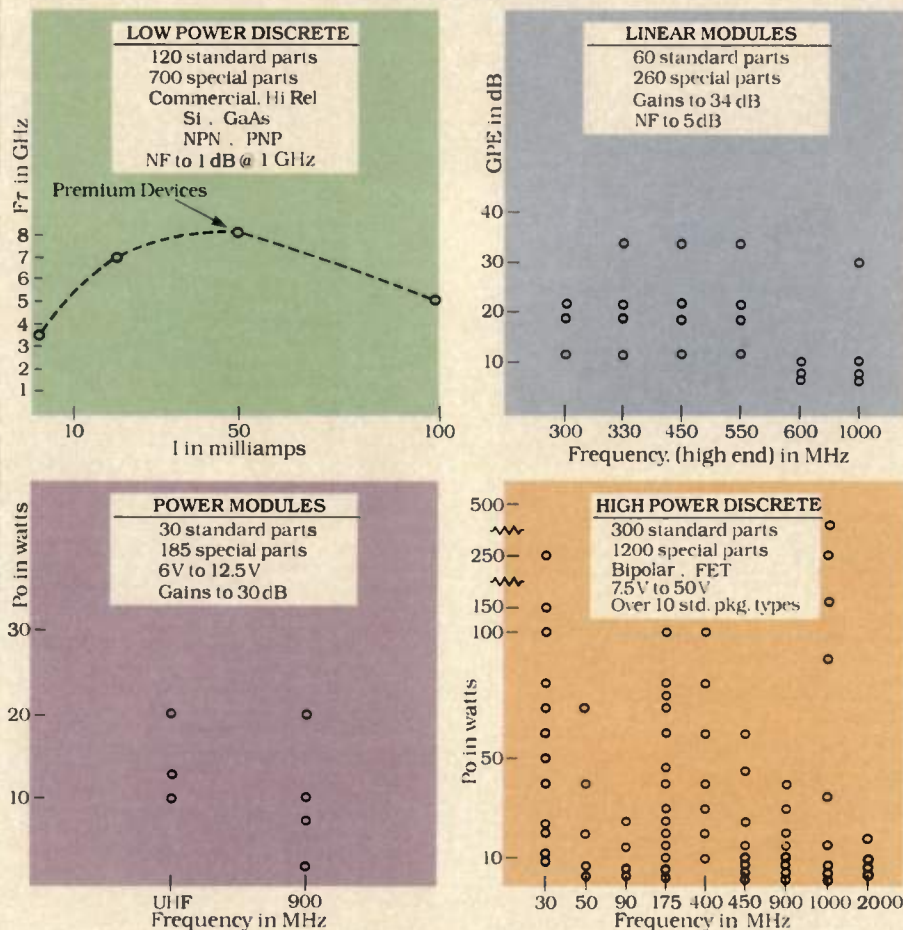 LOW POWER DISCRETE
120 standard parts
700 special parts
Commercial. Hi Rel
Si . GaAs
NPN . PNP
NF to 1 dB @ 1 GHz
Premium Devices
Fτ in GHz
8
7
6
5
4
3
2
1
10 50 100
I in milliamps
LINEAR MODULES
60 standard parts
260 special parts
Gains to 34 dB
NF to 5dB
GPE in dB
40
30
20
10
300 330 450 550 600 1000
Frequency. (high end) in MHz
POWER MODULES
30 standard parts
185 special parts
6V to 12.5V
Gains to 30 dB
Po in watts
30
20
10
UHF 900
Frequency in MHz
HIGH POWER DISCRETE
300 standard parts
1200 special parts
Bipolar . FET
7.5V to 50V
Over 10 std. pkg. types
500
250
150
100
50
10
Po in watts
30 50 90 175 400 450 900 1000 2000
Frequency in MHz